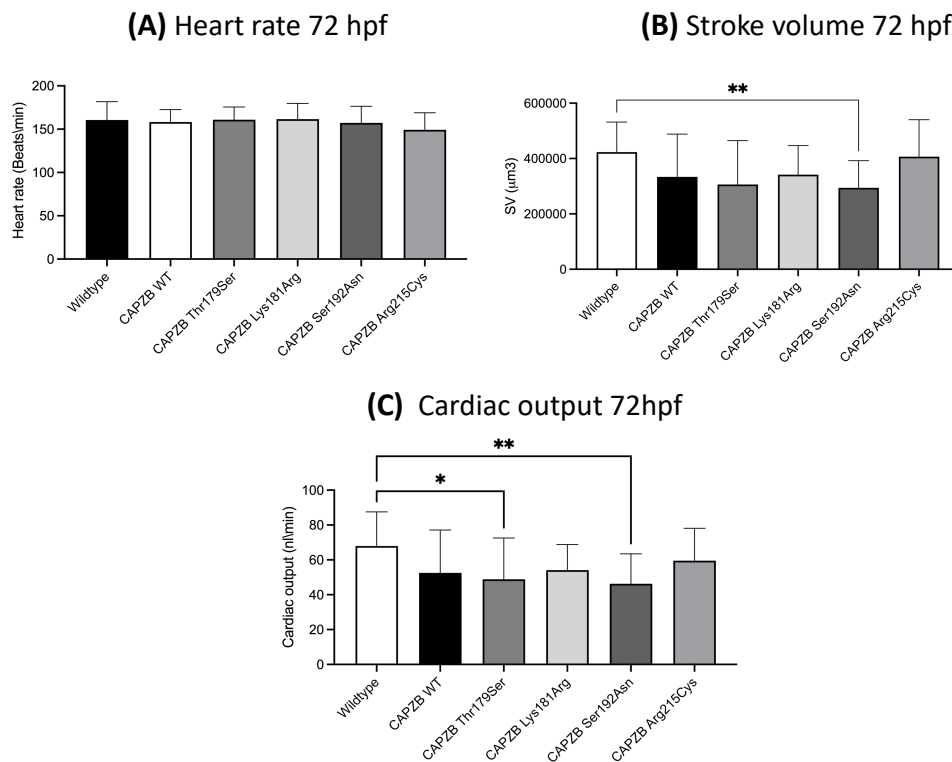 (A) Heart rate 72 hpf
Heart rate (Beats\min)
200
150
100
50
0
Wildtype
CAPZB WT
CAPZB Thr179Ser
CAPZB Lys181Arg
CAPZB Ser192Asn
CAPZB Arg215Cys
(B) Stroke volume 72 hpf
**
SV (μm3)
600000
400000
200000
0
Wildtype
CAPZB WT
CAPZB Thr179Ser
CAPZB Lys181Arg
CAPZB Ser192Asn
CAPZB Arg215Cys
(C) Cardiac output 72hpf
**
*
Cardiac output (nl\min)
100
80
60
40
20
0
Wildtype
CAPZB WT
CAPZB Thr179Ser
CAPZB Lys181Arg
CAPZB Ser192Asn
CAPZB Arg215Cys